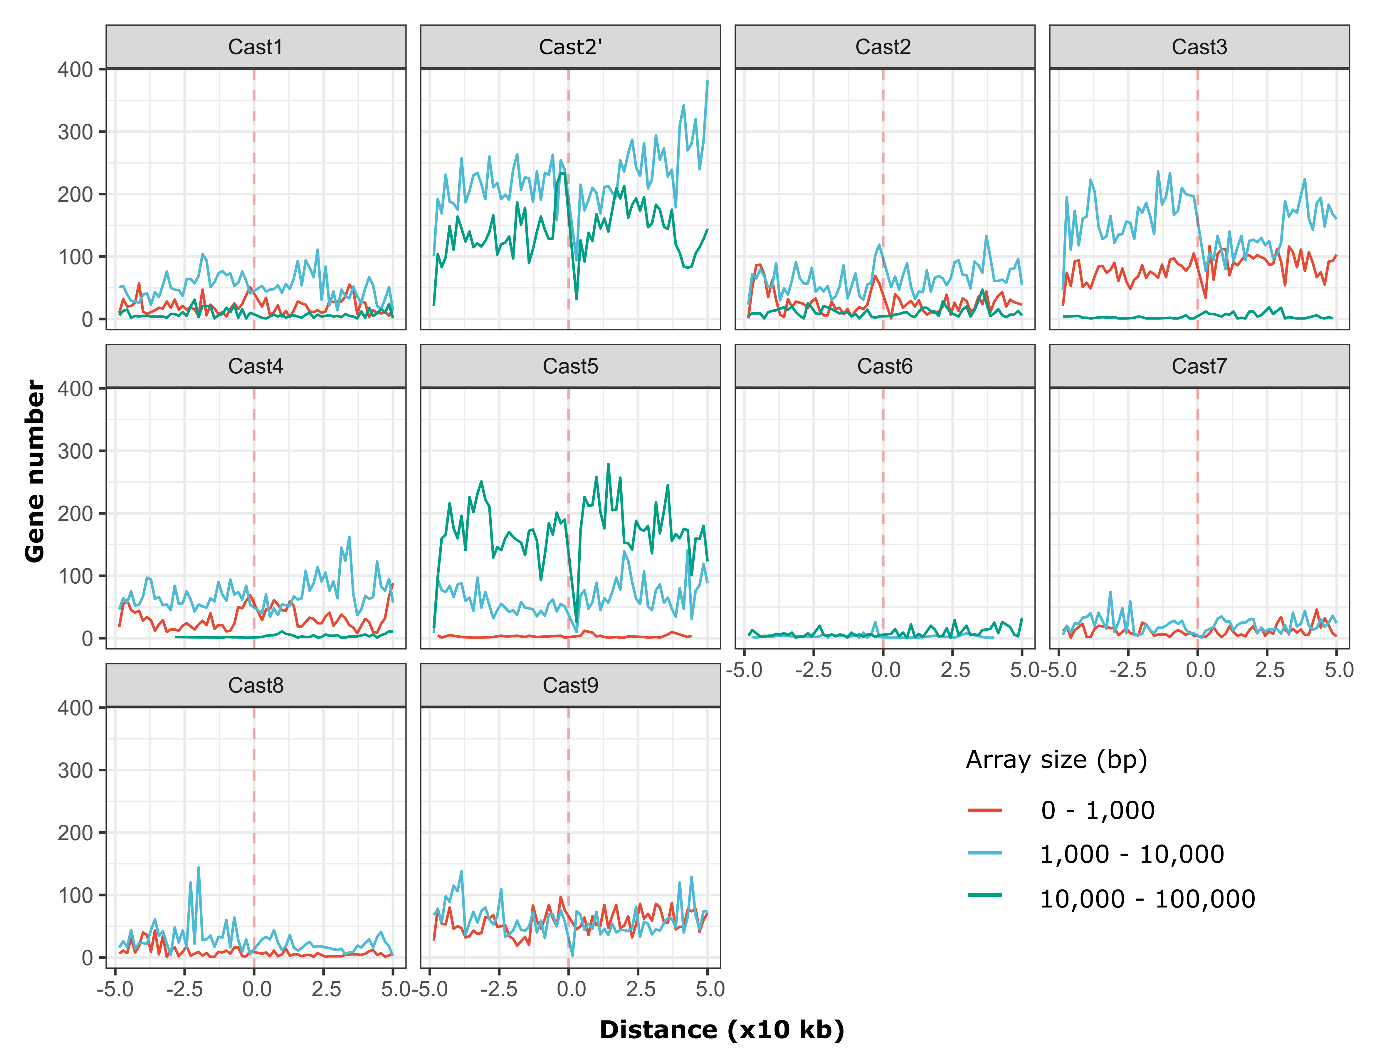 Cast1 Cast2' Cast2 Cast3
400
300
200
100
0
Cast4 Cast5 Cast6 Cast7
400
300
200
100
0
-5.0 -2.5 0.0 2.5 5.0 -5.0 -2.5 0.0 2.5 5.0
Cast8 Cast9
400
300
200
100
0
-5.0 -2.5 0.0 2.5 5.0 -5.0 -2.5 0.0 2.5 5.0
Gene number
Distance (x10 kb)
Array size (bp)
0 - 1,000
1,000 - 10,000
10,000 - 100,000